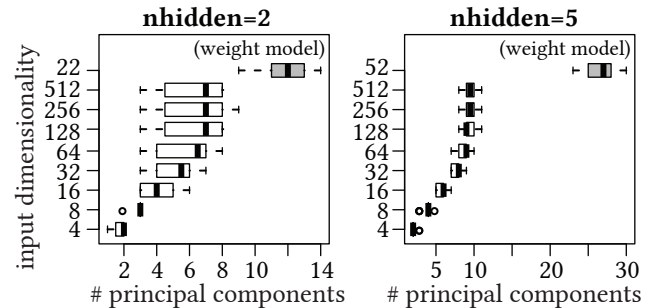 nhidden=2
(weight model)
22
512
256
128
64
32
16
8
4
input dimensionality
2 4 6 8 10 14
# principal components
nhidden=5
(weight model)
52
512
256
128
64
32
16
8
4
5 10 20 30
# principal components